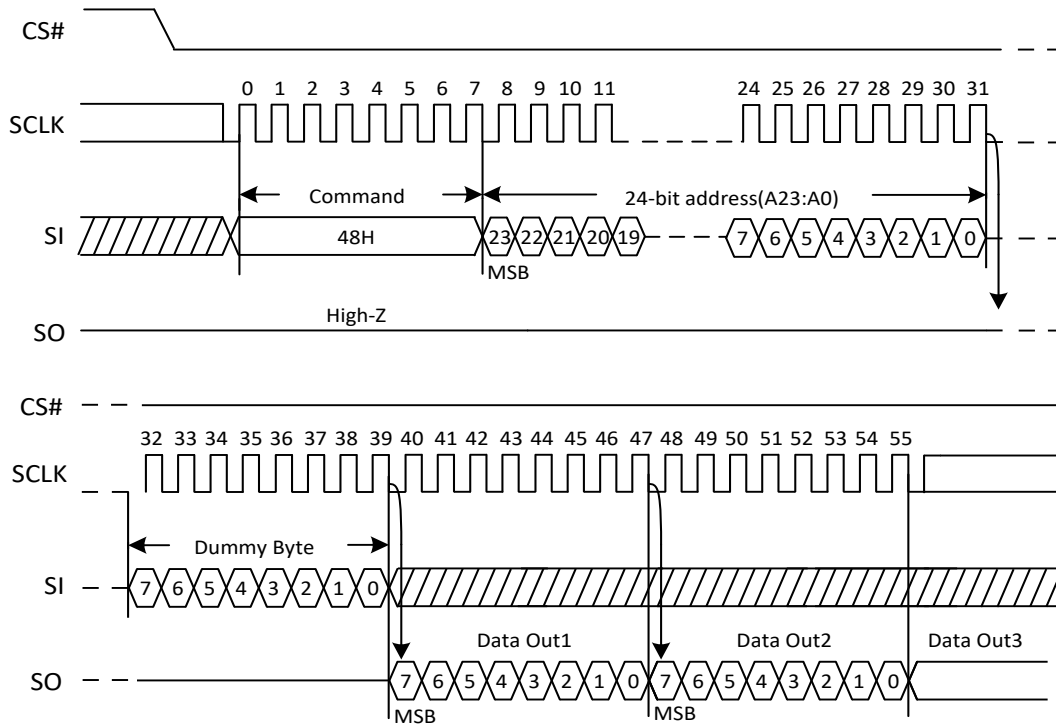 CS#
0 1 2 3 4 5 6 7 8 9 10 11 24 25 26 27 28 29 30 31
SCLK
Command 24-bit address(A23:A0)
SI 48H 23 22 21 20 19 7 6 5 4 3 2 1 0
MSB
High-Z
SO
CS#
32 33 34 35 36 37 38 39 40 41 42 43 44 45 46 47 48 49 50 51 52 53 54 55
SCLK
Dummy Byte
SI 7 6 5 4 3 2 1 0
Data Out1 Data Out2 Data Out3
SO 7 6 5 4 3 2 1 0 7 6 5 4 3 2 1 0
MSB MSB